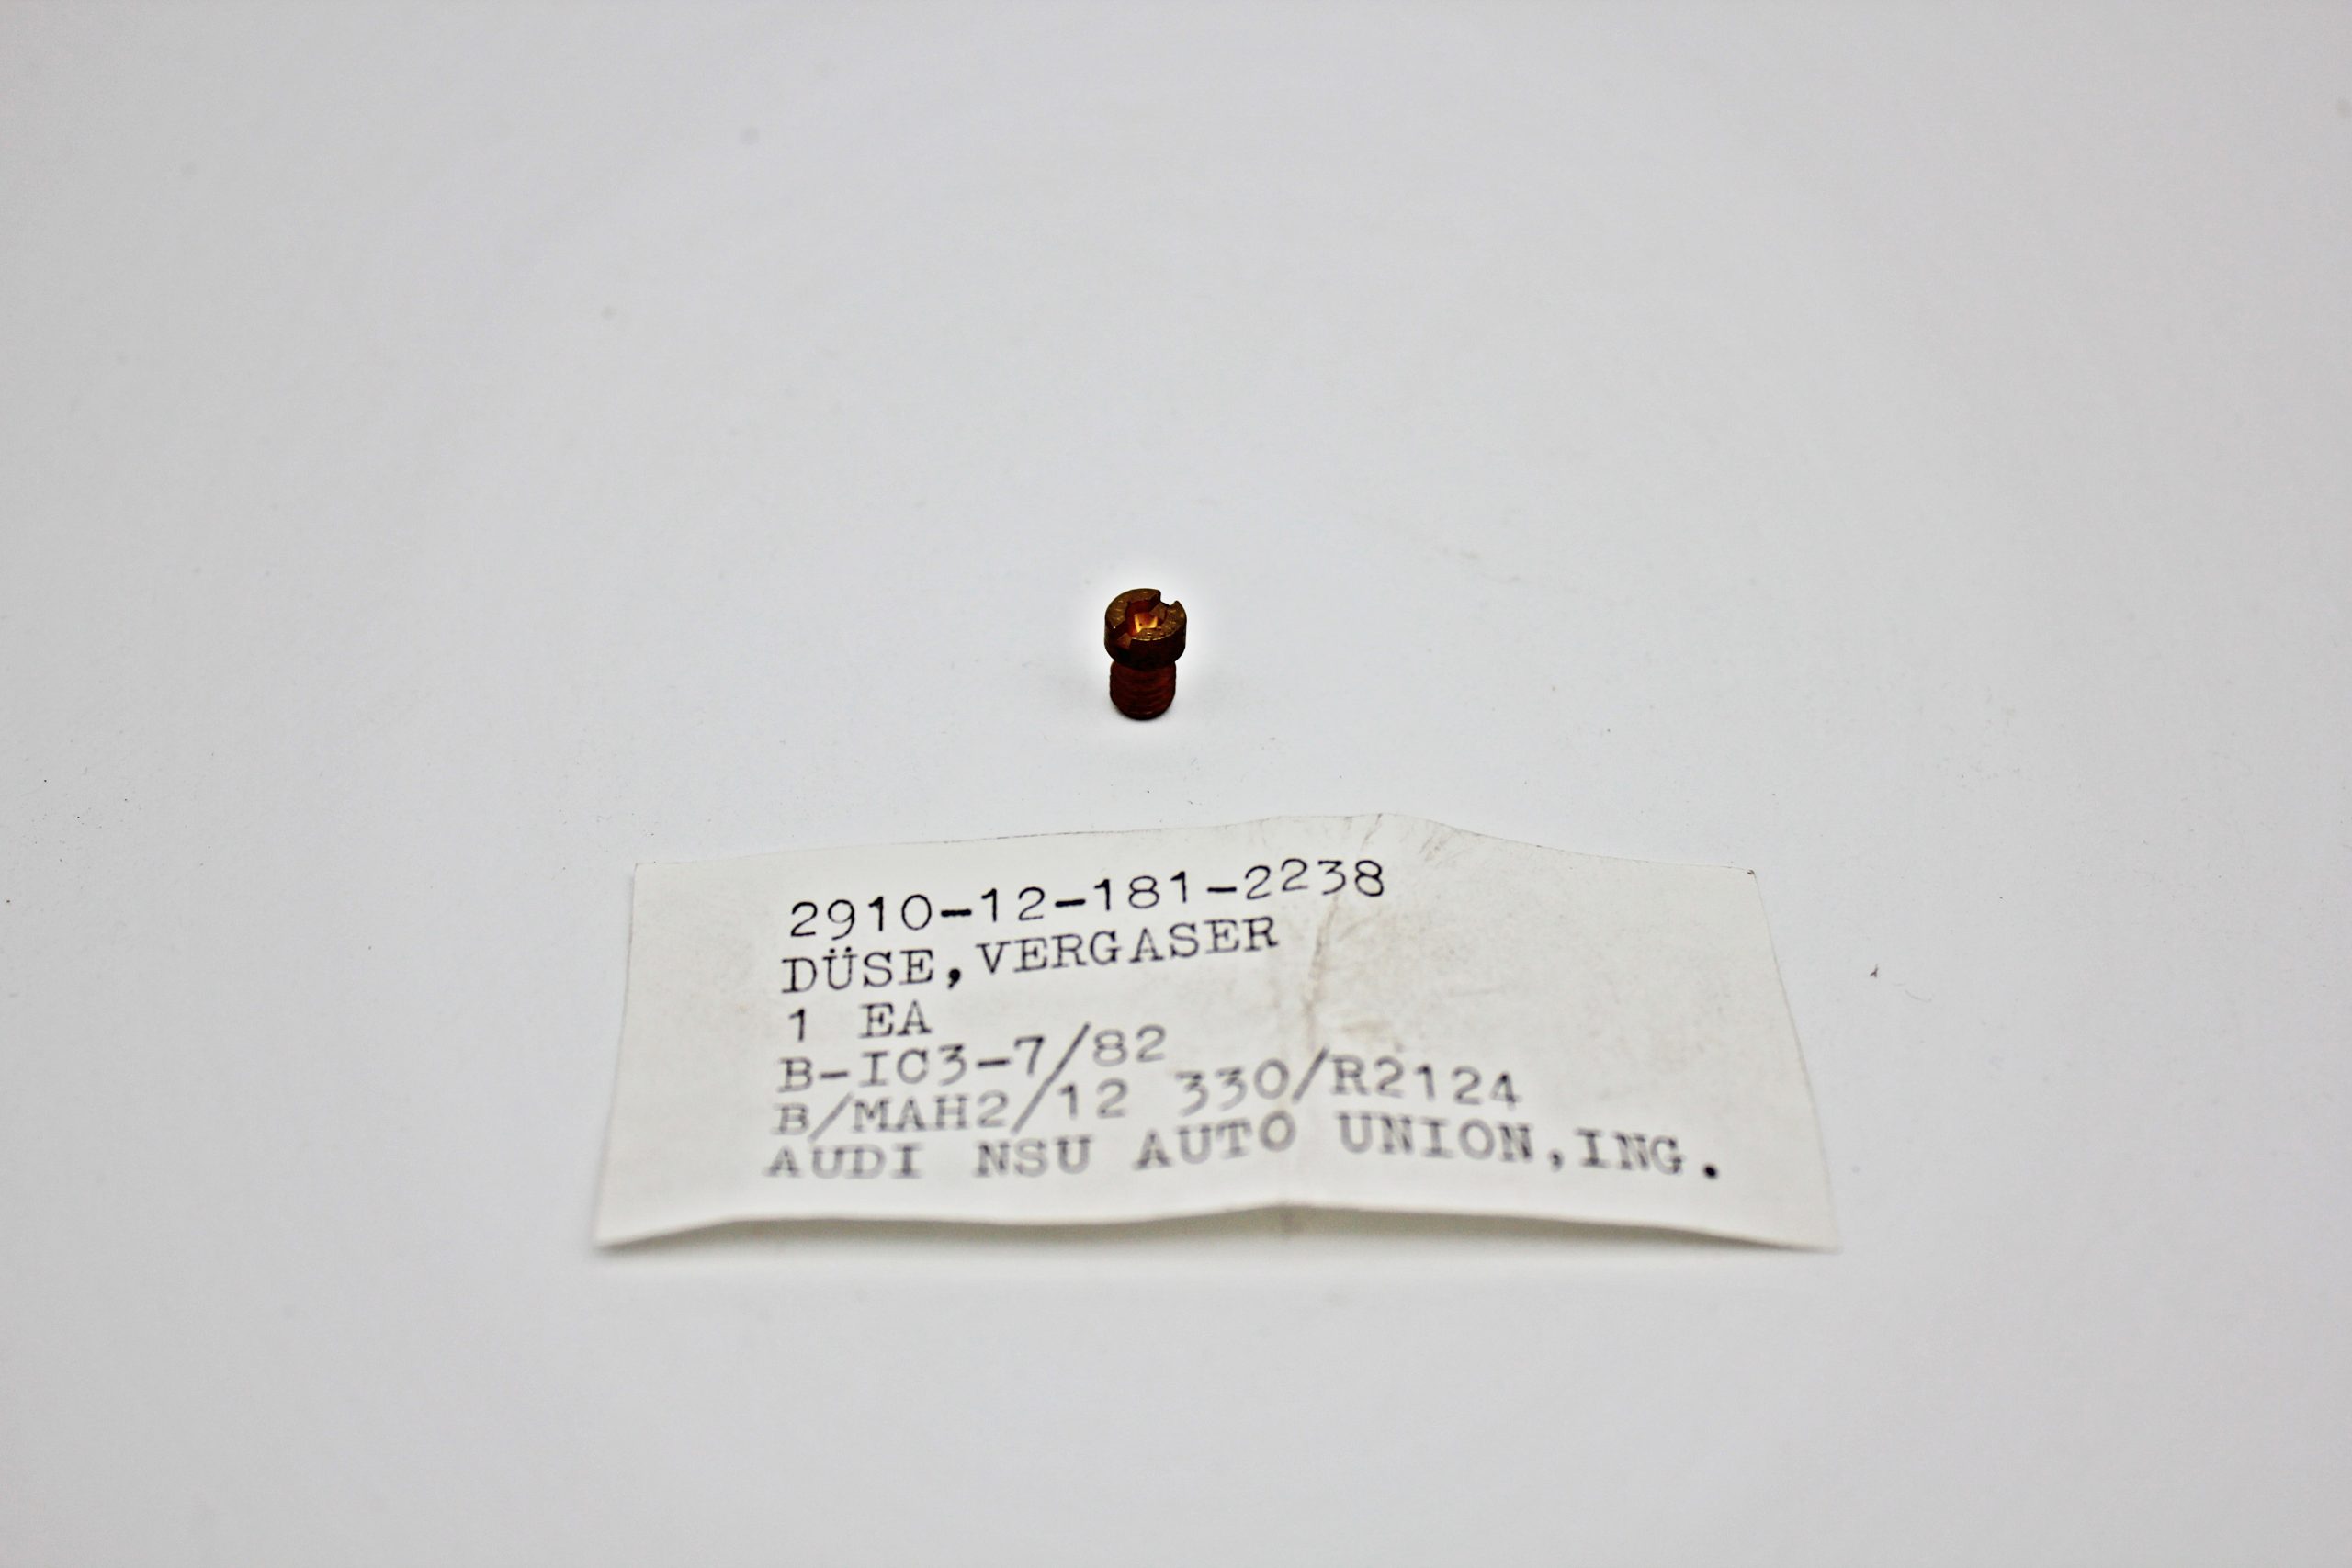 2910-12-181-2238
DÜSE,VERGASER
1 EA
B-IC3-7/82
B/MAH2/12 330/R2124
AUDI NSU AUTO UNION,ING.